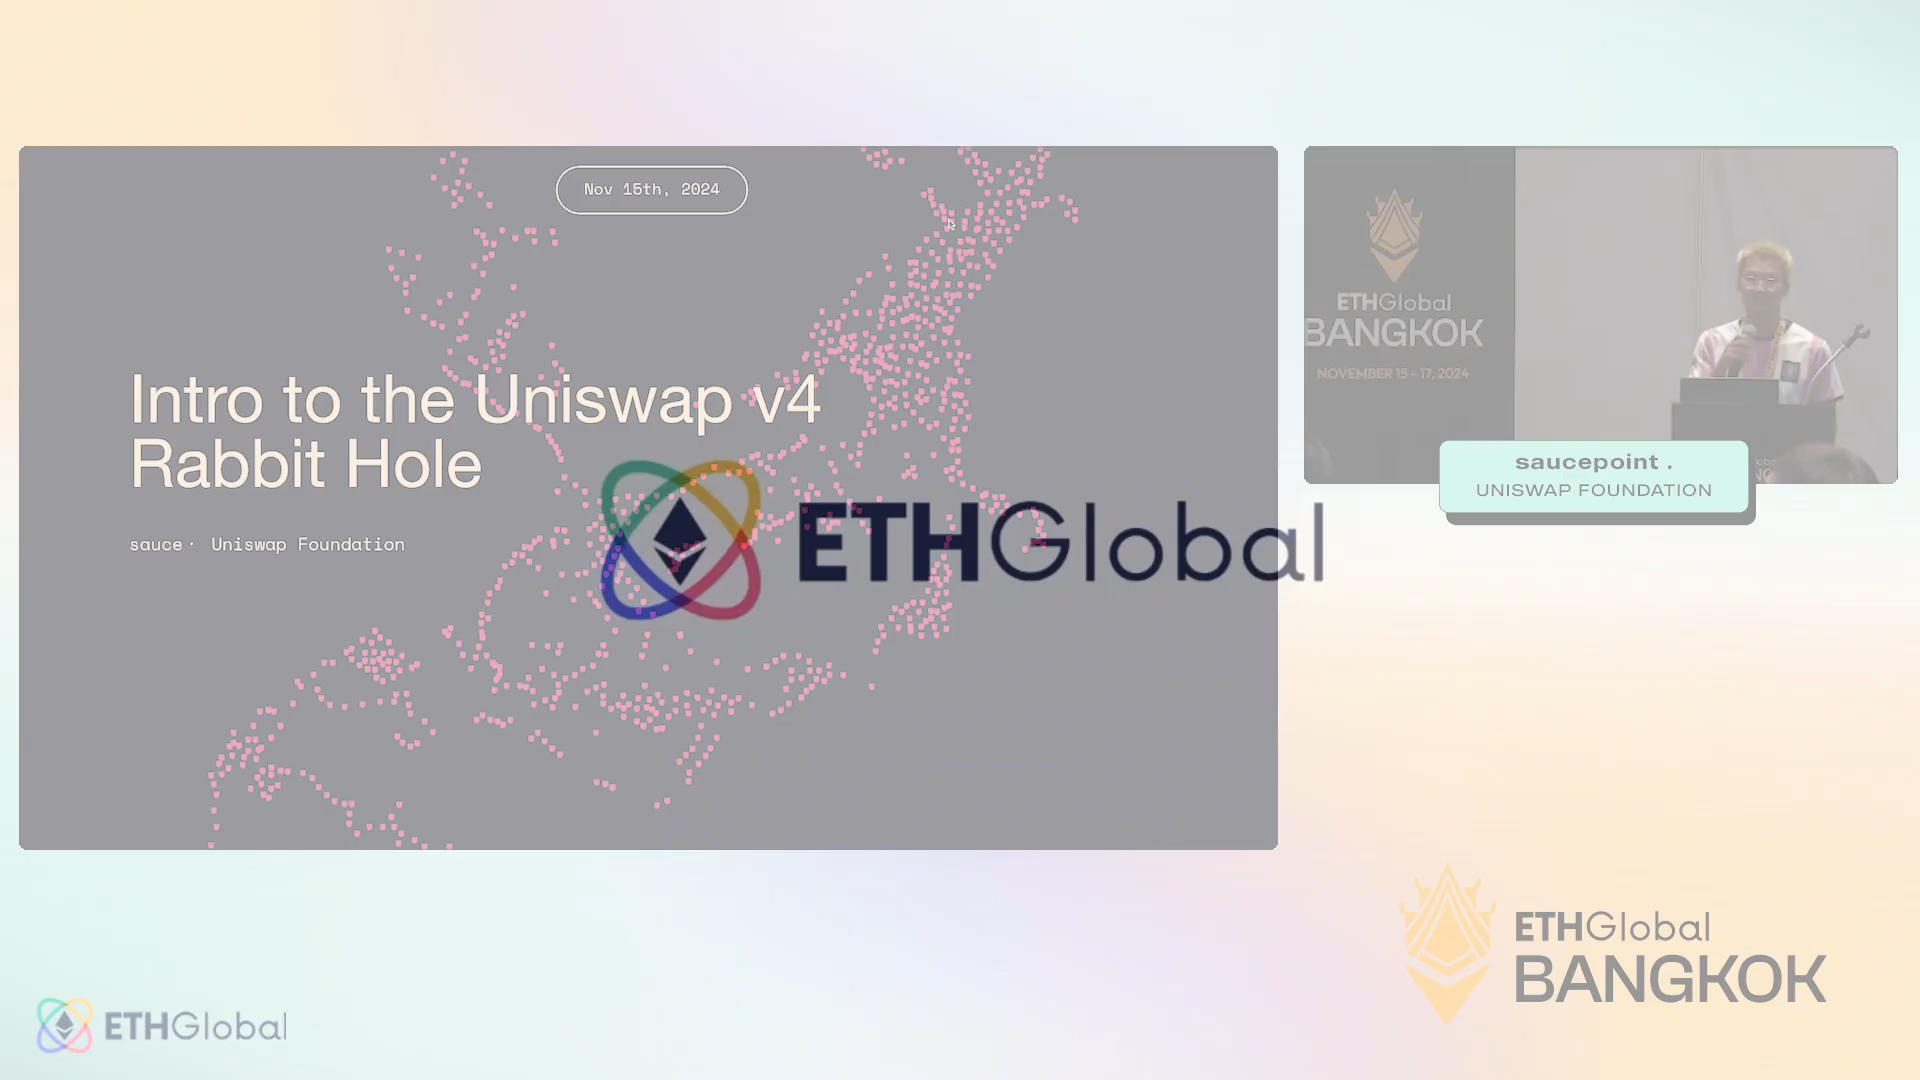 Nov 15th, 2024
Intro to the Uniswap v4
Rabbit Hole
sauce · Uniswap Foundation
ETHGlobal
ETHGlobal
BANGKOK
NOVEMBER 15 - 17, 2024
saucepoint .
UNISWAP FOUNDATION
ETHGlobal
BANGKOK
ETHGlobal